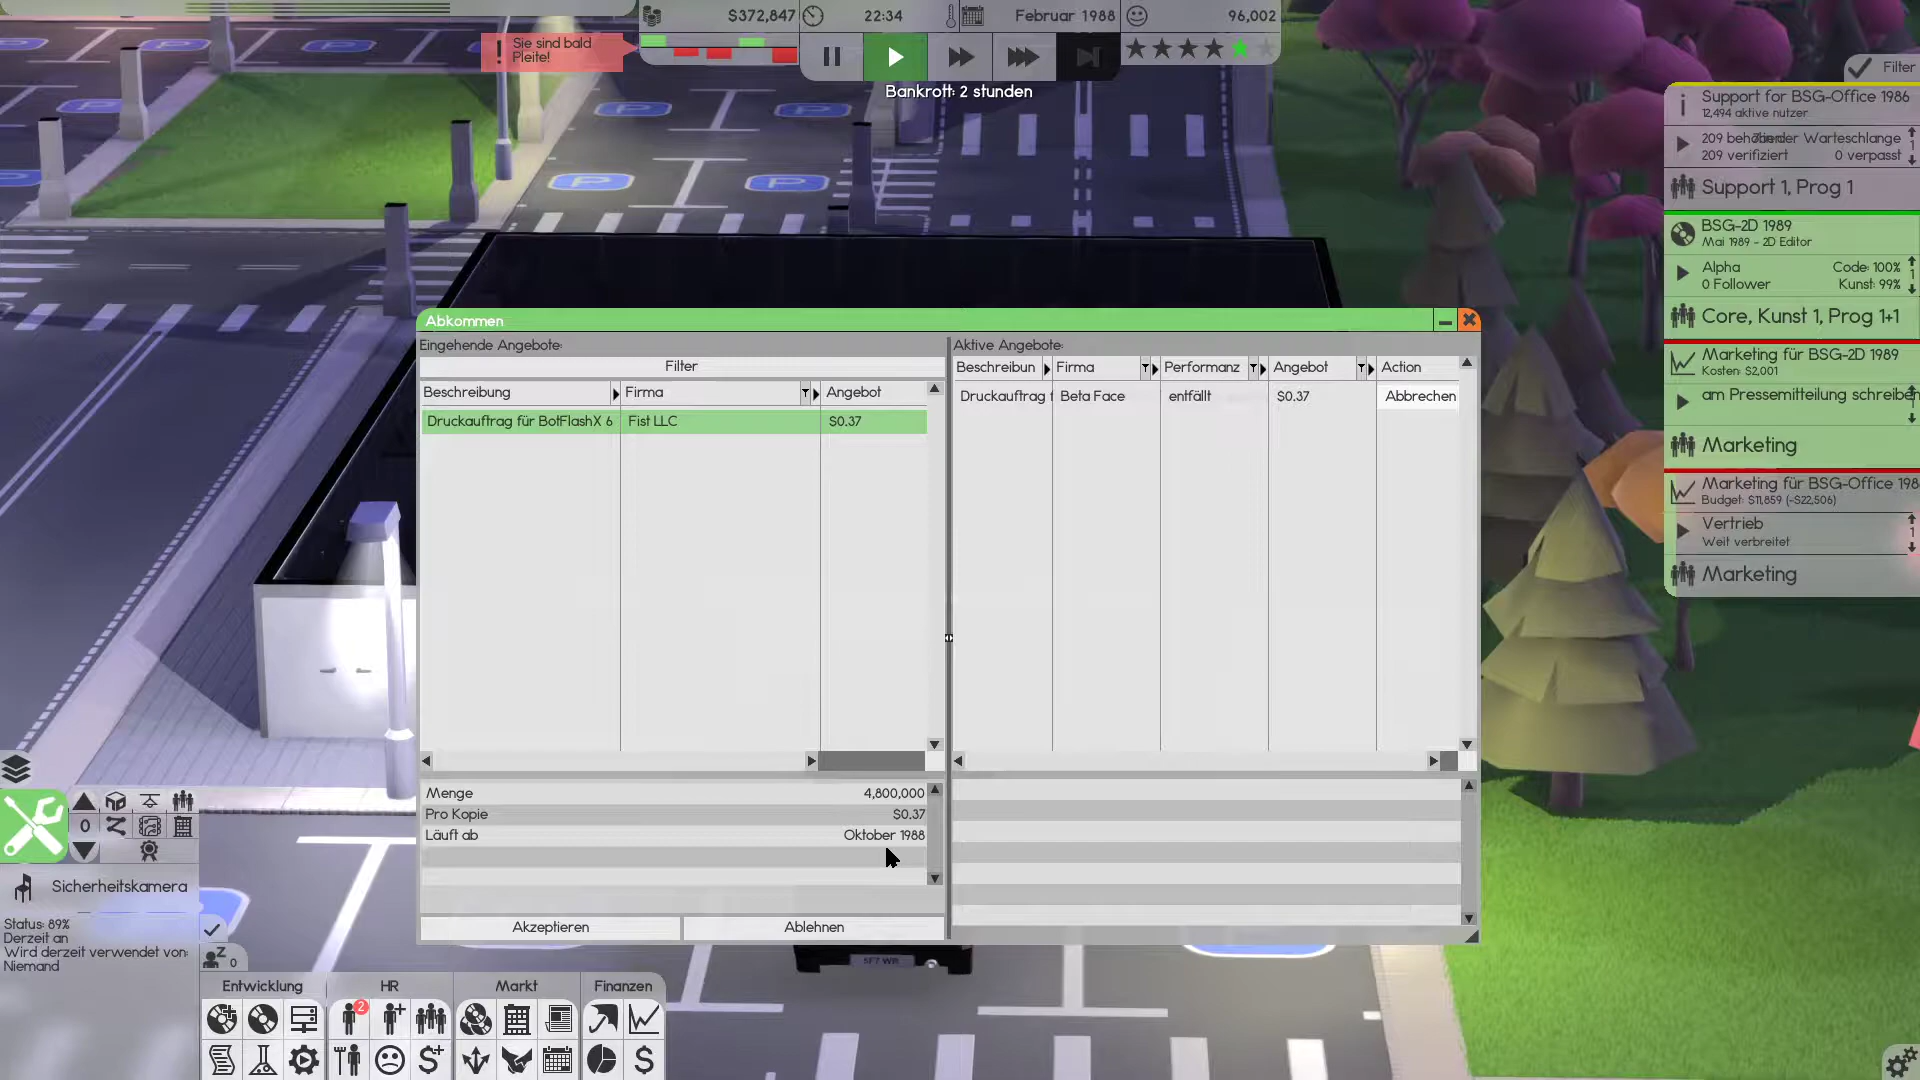 $372,847
22:34
Februar 1988
96,002
Sie sind bald
Pleite!
Bankrott: 2 stunden
Filter
Support for BSG-Office 1986
12,494 aktive nutzer
209 verifiziert
0 verpasst
Support 1, Prog 1
BSG-2D 1989
Mai 1989 - 2D Editor
Alpha
Code: 100%
0 Follower
Kunst: 99%
1
Core, Kunst 1, Prog 1+1
Marketing für BSG-2D 1989
Kosten: $2,001
am Pressemitteilung schreiben
Marketing
Marketing für BSG-Office 198
Budget: $11,859 (-$22,506)
Vertrieb
Weit verbreitet
1
Marketing
Abkommen
Eingehende Angebote:
Filter
Beschreibung
Firma
Angebot
Druckauftrag für BotFlashX 6
Fist LLC
$0.37
Menge
4,800,000
Pro Kopie
$0.37
Läuft ab
Oktober 1988
Akzeptieren
Ablehnen
Aktive Angebote:
Beschreibun
Firma
Performanz
Angebot
Action
Druckauftrag f
Beta Face
entfällt
$0.37
Abbrechen
0
Sicherheitskamera
Status: 89%
Derzeit an
Wird derzeit verwendet von:
Niemand
0
Entwicklung
HR
Markt
Finanzen
2